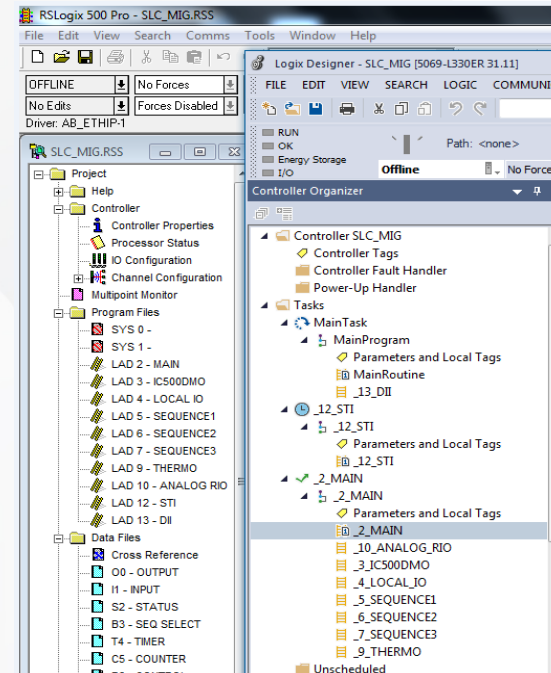 RSLogix 500 Pro - SLC_MIG.RSS
File Edit View Search Comms Tools Window Help
OFFLINE No Forces
No Edits Forces Disabled
Driver: AB_ETHIP-1
SLC_MIG.RSS
Project
Help
Controller
Controller Properties
Processor Status
IO Configuration
Channel Configuration
Multipoint Monitor
Program Files
SYS 0 -
SYS 1 -
LAD 2 - MAIN
LAD 3 - IC500DMO
LAD 4 - LOCAL IO
LAD 5 - SEQUENCE1
LAD 6 - SEQUENCE2
LAD 7 - SEQUENCE3
LAD 9 - THERMO
LAD 10 - ANALOG RIO
LAD 12 - STI
LAD 13 - DII
Data Files
Cross Reference
O0 - OUTPUT
I1 - INPUT
S2 - STATUS
B3 - SEQ SELECT
T4 - TIMER
C5 - COUNTER
Logix Designer - SLC_MIG [5069-L330ER 31.11]
FILE EDIT VIEW SEARCH LOGIC COMMUNI
RUN
OK
Energy Storage
I/O
Path: <none>
Offline No Force
Controller Organizer
Controller SLC_MIG
Controller Tags
Controller Fault Handler
Power-Up Handler
Tasks
MainTask
MainProgram
Parameters and Local Tags
MainRoutine
_13_DII
_12_STI
_12_STI
Parameters and Local Tags
_12_STI
_2_MAIN
_2_MAIN
Parameters and Local Tags
_2_MAIN
_10_ANALOG_RIO
_3_IC500DMO
_4_LOCAL_IO
_5_SEQUENCE1
_6_SEQUENCE2
_7_SEQUENCE3
_9_THERMO
Unscheduled